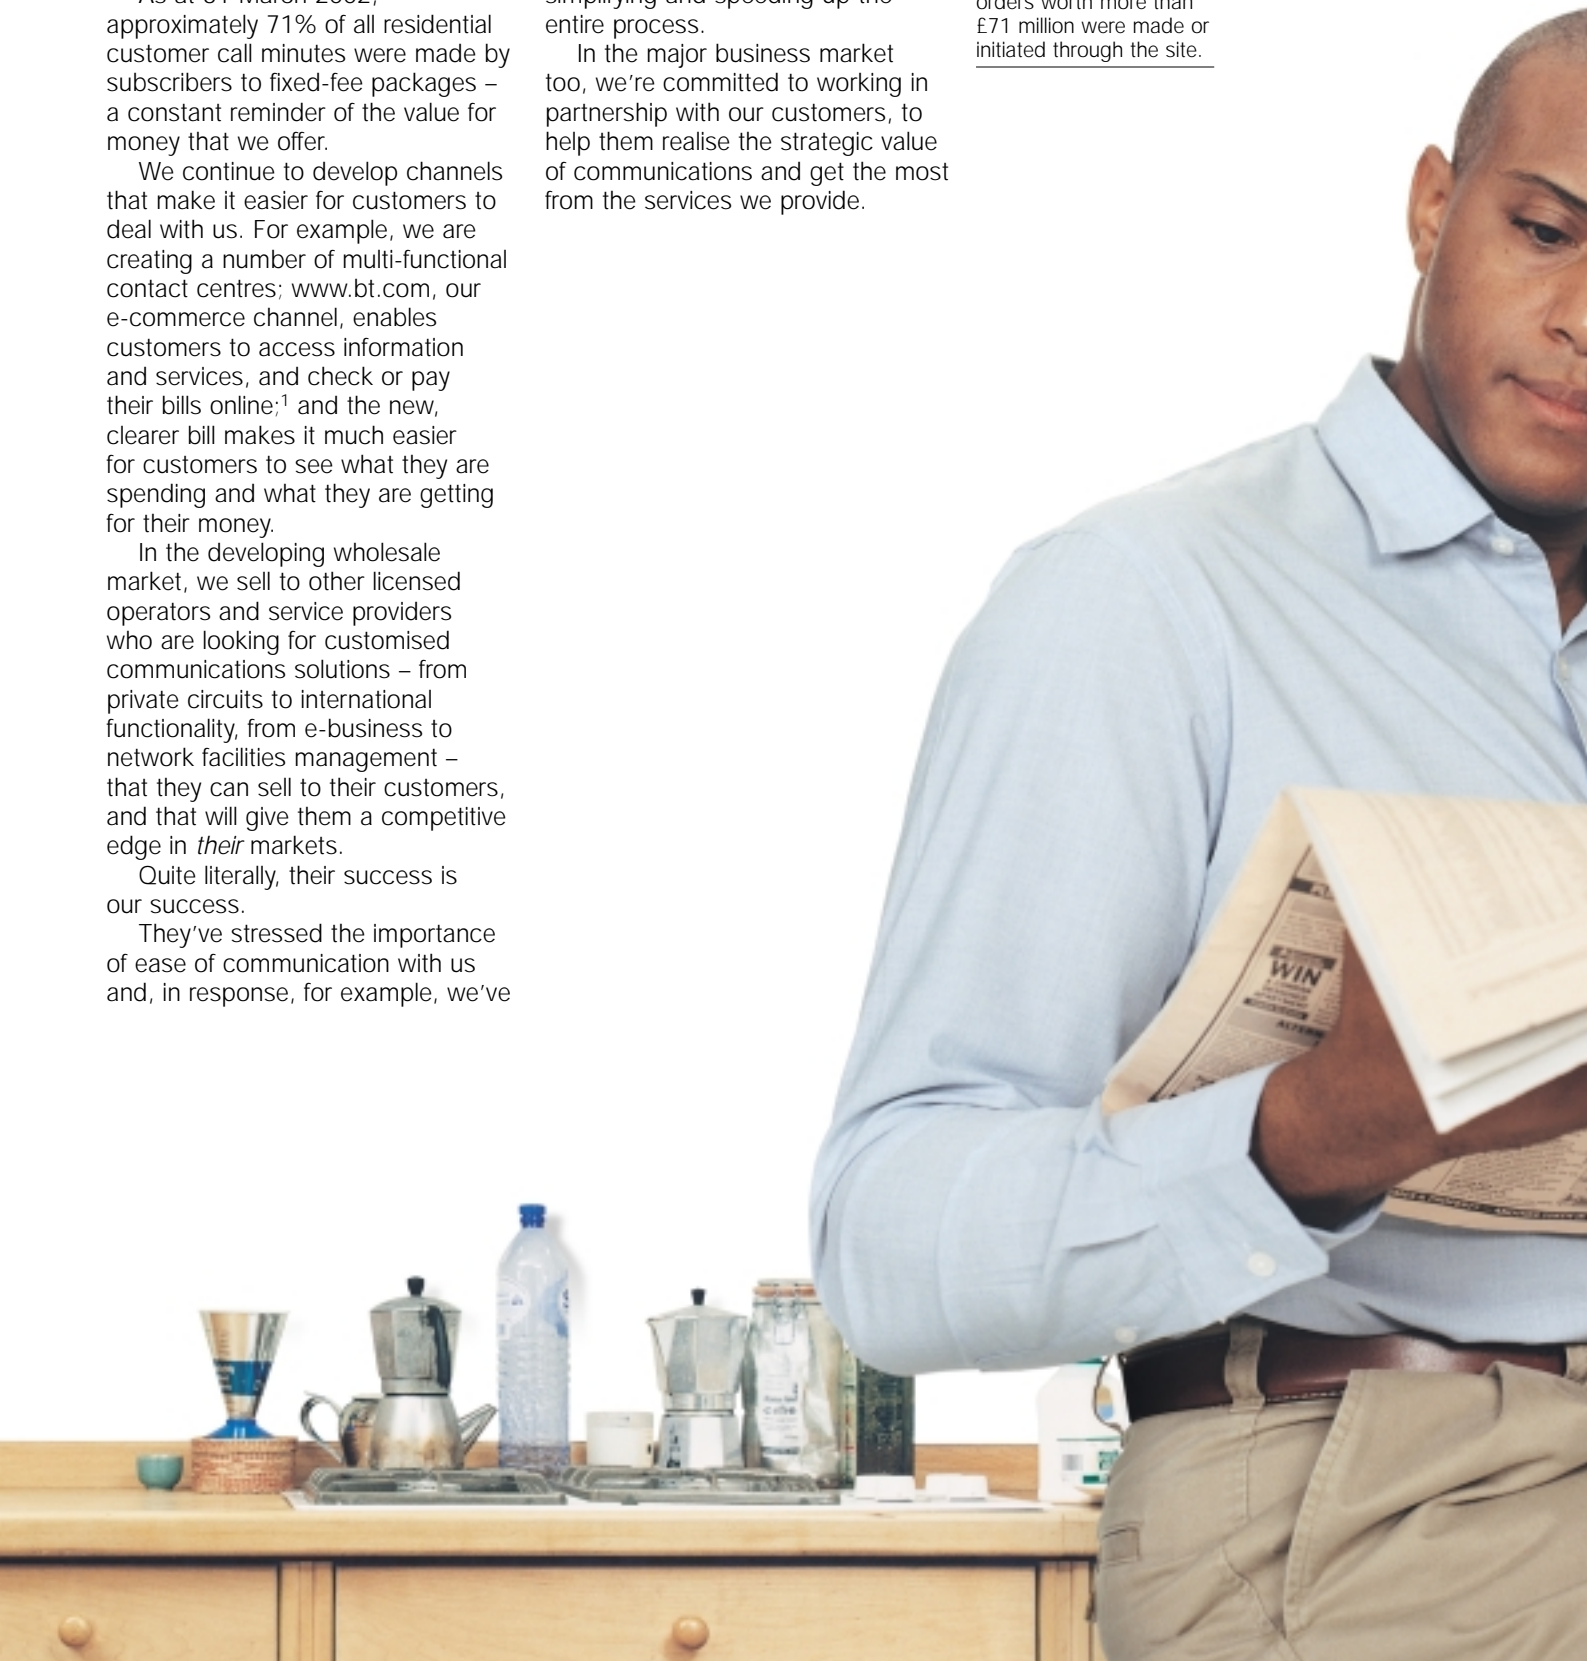 approximately 71% of all residential
customer call minutes were made by
subscribers to fixed-fee packages –
a constant reminder of the value for
money that we offer.
We continue to develop channels
that make it easier for customers to
deal with us. For example, we are
creating a number of multi-functional
contact centres; www.bt.com, our
e-commerce channel, enables
customers to access information
and services, and check or pay
their bills online;¹ and the new,
clearer bill makes it much easier
for customers to see what they are
spending and what they are getting
for their money.
In the developing wholesale
market, we sell to other licensed
operators and service providers
who are looking for customised
communications solutions – from
private circuits to international
functionality, from e-business to
network facilities management –
that they can sell to their customers,
and that will give them a competitive
edge in their markets.
Quite literally, their success is
our success.
They've stressed the importance
of ease of communication with us
and, in response, for example, we've
simplifying and speeding up the
entire process.
In the major business market
too, we're committed to working in
partnership with our customers, to
help them realise the strategic value
of communications and get the most
from the services we provide.
orders worth more than
£71 million were made or
initiated through the site.
WIN